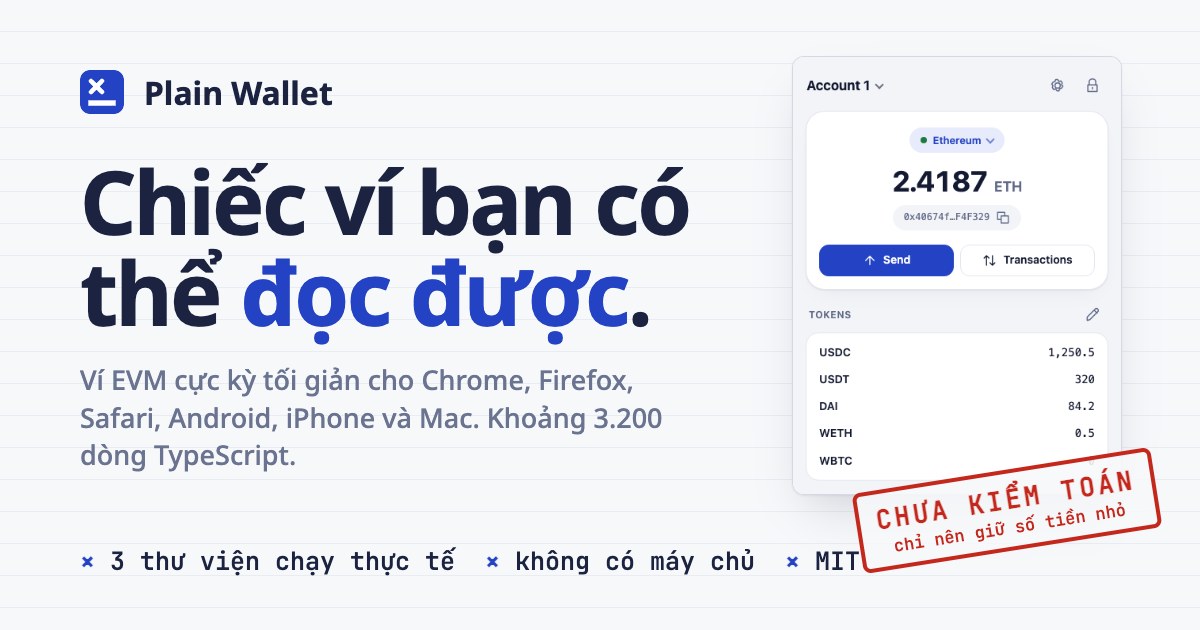 Plain Wallet
Chiếc ví bạn có
thể đọc được.
Ví EVM cực kỳ tối giản cho Chrome, Firefox,
Safari, Android, iPhone và Mac. Khoảng 3.200
dòng TypeScript.
× 3 thư viện chạy thực tế × không có máy chủ × MIT
Account 1
Ethereum
2.4187 ETH
0x40674f…F4F329
Send
Transactions
TOKENS
USDC 1,250.5
USDT 320
DAI 84.2
WETH 0.5
WBTC
CHƯA KIỂM TOÁN
chỉ nên giữ số tiền nhỏ